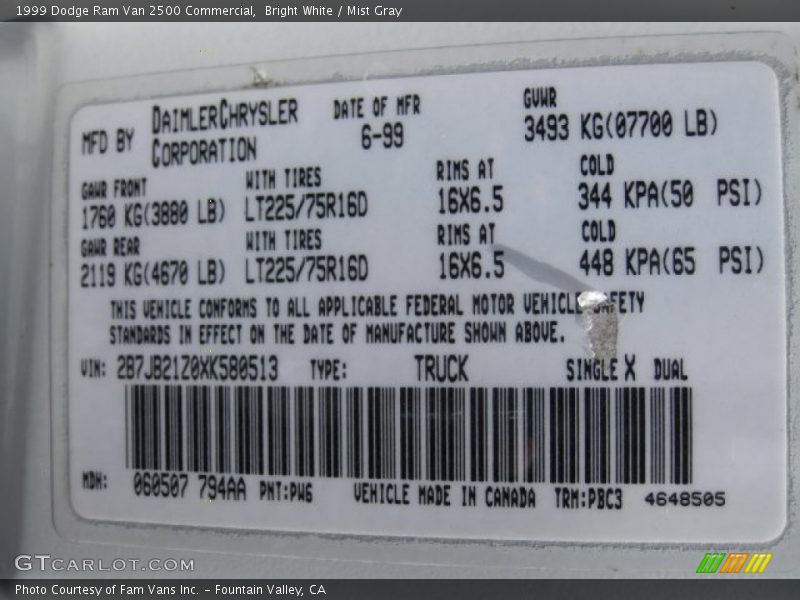 1999 Dodge Ram Van 2500 Commercial, Bright White / Mist Gray
MFD BY DAIMLERCHRYSLER CORPORATION
DATE OF MFR 6-99
GVWR 3493 KG(07700 LB)
GAWR FRONT WITH TIRES RIMS AT COLD
1760 KG(3880 LB) LT225/75R16D 16X6.5 344 KPA(50 PSI)
GAWR REAR WITH TIRES RIMS AT COLD
2119 KG(4670 LB) LT225/75R16D 16X6.5 448 KPA(65 PSI)
THIS VEHICLE CONFORMS TO ALL APPLICABLE FEDERAL MOTOR VEHICLE SAFETY
STANDARDS IN EFFECT ON THE DATE OF MANUFACTURE SHOWN ABOVE.
VIN: 2B7JB21Z0XK580513 TYPE: TRUCK SINGLE X DUAL
MDH: 060507 794AA PNT:PW6 VEHICLE MADE IN CANADA TRM:PBC3 4648505
GTCARLOT.COM
Photo Courtesy of Fam Vans Inc. – Fountain Valley, CA